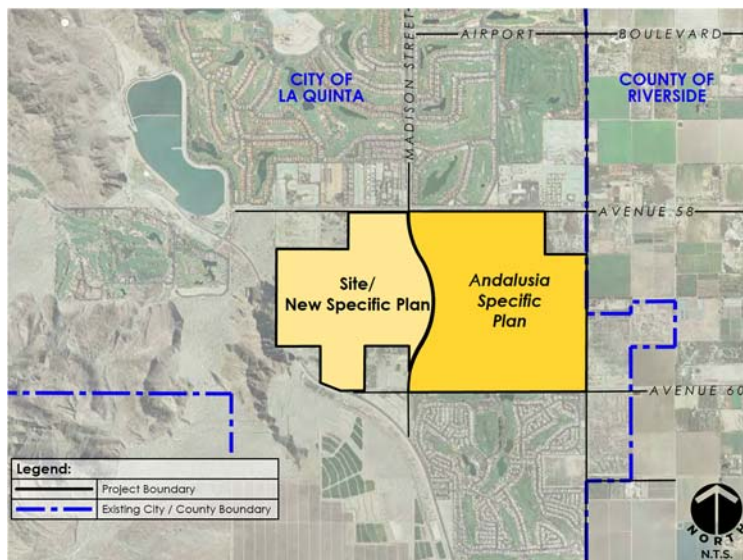 AIRPORT BOULEVARD
MADISON STREET
CITY OF
LA QUINTA
COUNTY OF
RIVERSIDE
AVENUE 58
Site/
New Specific Plan
Andalusia
Specific
Plan
AVENUE 60
Legend:
Project Boundary
Existing City / County Boundary
NORTH
N.T.S.